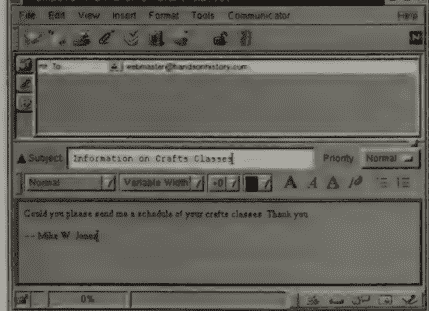 File Edit View Insert Format Tools Communicator Help
To: webmaster@handsonhistory.com
Subject: Information on Crafts Classes Priority: Normal
Normal Variable Width +0 A A A
Could you please send me a schedule of your crafts classes. Thank you.
-- Mike W. Jones
0%